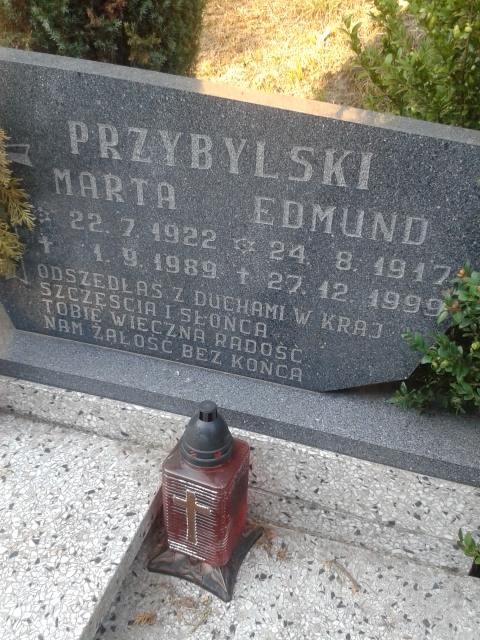 PRZYBYLSKI
MARTA EDMUND
☆ 22.7.1922 ☆ 24.8.1917
✝ 1.9.1989 ✝ 27.12.1999
ODSZEDŁAŚ Z DUCHAMI W KRAJ
SZCZĘŚCIA I SŁOŃCA
TOBIE WIECZNA RADOŚĆ
NAM ŻAŁOŚĆ BEZ KOŃCA